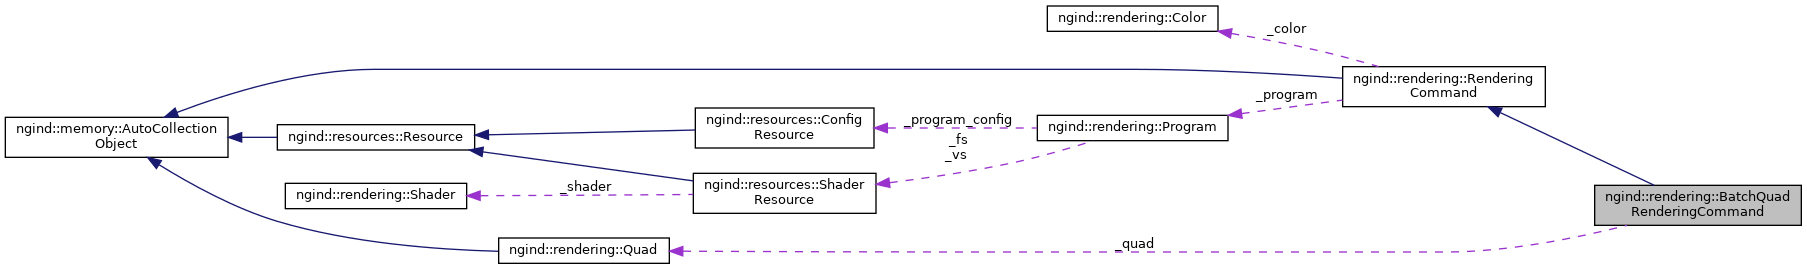 ngind::rendering::Color
_color
ngind::rendering::Rendering
Command
_program
ngind::memory::AutoCollection
Object
ngind::resources::Resource
ngind::resources::Config
Resource
_program_config
ngind::rendering::Program
_fs
_vs
ngind::rendering::Shader
_shader
ngind::resources::Shader
Resource
ngind::rendering::BatchQuad
RenderingCommand
ngind::rendering::Quad
_quad